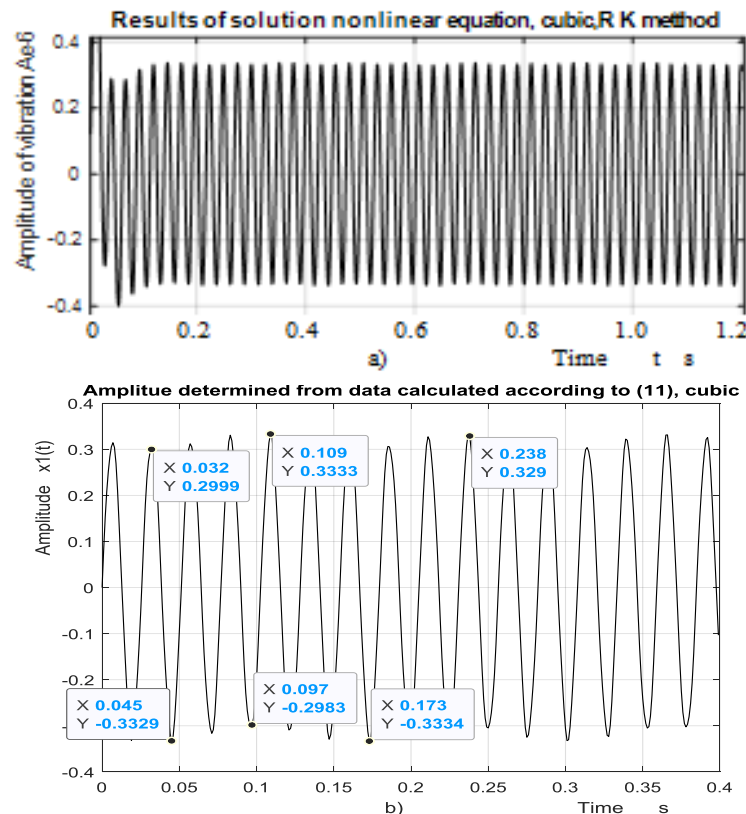 Results of solution nonlinear equation, cubic,R K metthod
Amplitude of vibration Ae6
0.4
0.2
0
-0.2
-0.4
0 0.2 0.4 0.6 0.8 1.0 1.2
a) Time t s
Amplitue determined from data calculated according to (11), cubic
Amplitude x1(t)
0.4
0.3
0.2
0.1
0
-0.1
-0.2
-0.4
X 0.032
Y 0.2999
X 0.109
Y 0.3333
X 0.238
Y 0.329
X 0.045
Y -0.3329
X 0.097
Y -0.2983
X 0.173
Y -0.3334
0 0.05 0.1 0.15 0.2 0.25 0.3 0.35 0.4
b) Time s